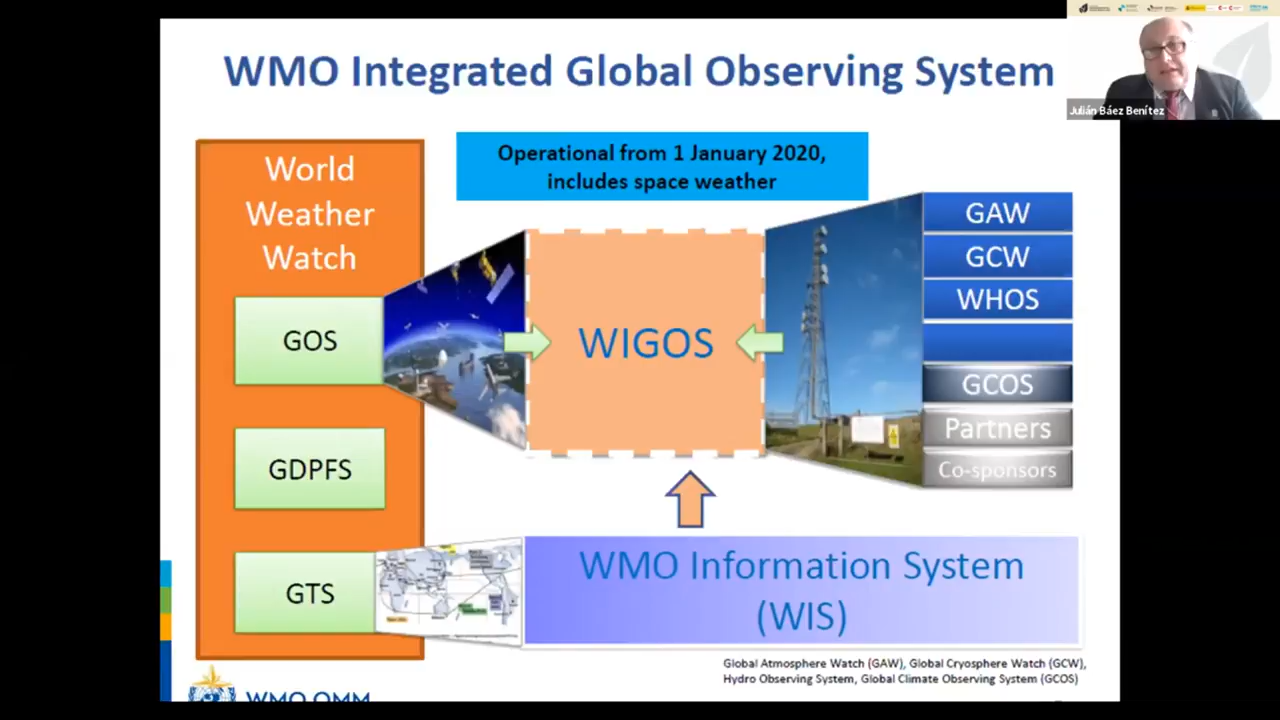 WMO Integrated Global Observing System
Julián Báez Benítez
Operational from 1 January 2020,
includes space weather
World
Weather
Watch
GOS
GDPFS
GTS
WIGOS
GAW
GCW
WHOS
GCOS
Partners
Co-sponsors
WMO Information System
(WIS)
Global Atmosphere Watch (GAW), Global Cryosphere Watch (GCW),
Hydro Observing System, Global Climate Observing System (GCOS)
WMO OMM